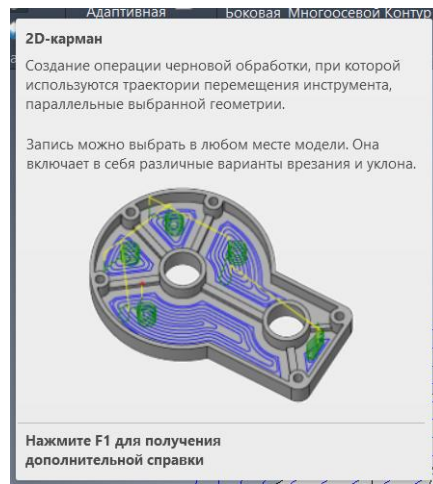 Адаптивная Боковая Многоосевой Контур
2D-карман
Создание операции черновой обработки, при которой
используются траектории перемещения инструмента,
параллельные выбранной геометрии.
Запись можно выбрать в любом месте модели. Она
включает в себя различные варианты врезания и уклона.
Нажмите F1 для получения
дополнительной справки